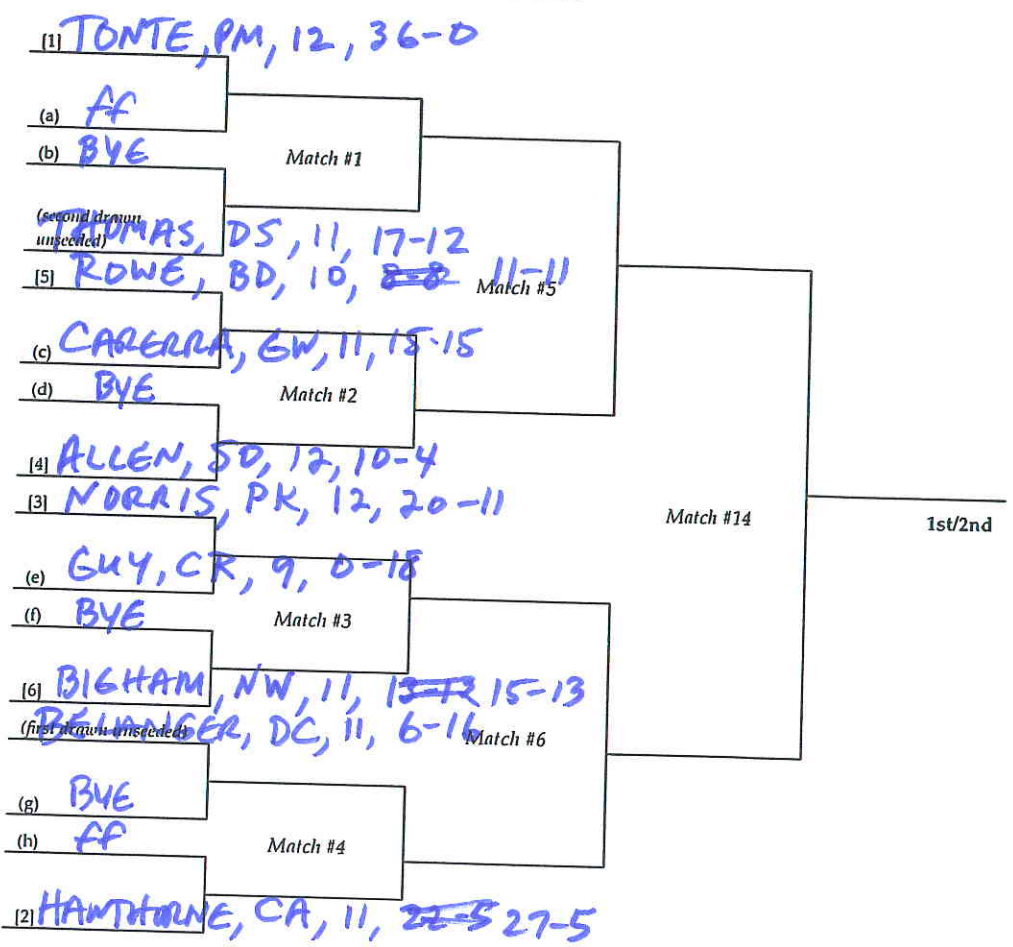 [1] TONTE, PM, 12, 36-0
(a) ff
(b) BYE
Match #1
(second drawn unseeded)
THOMAS, DS, 11, 17-12
[5] ROWE, BD, 10, 8-8 11-11
Match #5
(c) CARERRA, GW, 11, 15-15
(d) BYE
Match #2
[4] ALLEN, SD, 12, 10-4
[3] NORRIS, PK, 12, 20-11
Match #14
1st/2nd
(e) GUY, CR, 9, 0-18
(f) BYE
Match #3
[6] BIGHAM, NW, 11, 13-13 15-13
(first drawn unseeded)
BELANGER, DC, 11, 6-16
Match #6
(g) BYE
(h) ff
Match #4
[2] HAWTHORNE, CA, 11, 22-5 27-5